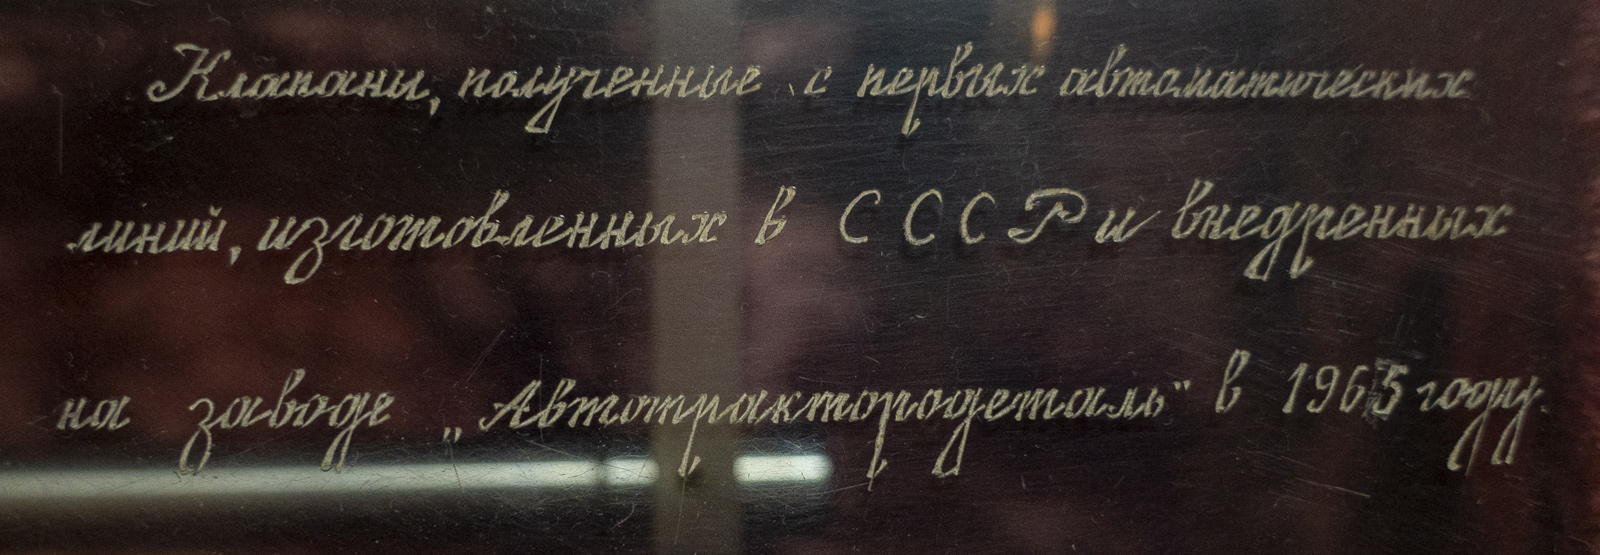 Клапаны, полученные с первых автоматических
линий, изготовленных в СССР и внедренных
на заводе „Автотрактородеталь" в 1965 году.